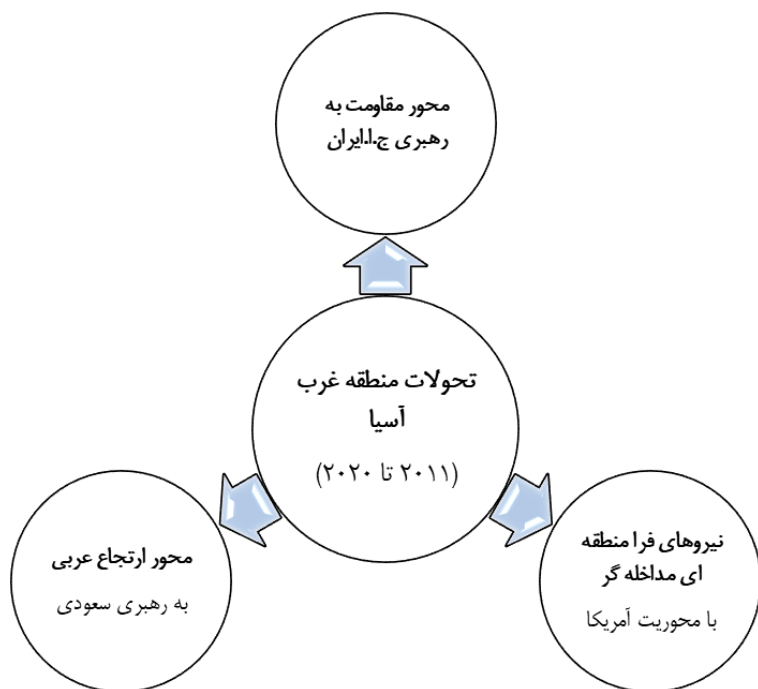 محور مقاومت به
رهبری ج.ا.ایران
تحولات منطقه غرب
آسیا
(۲۰۱۱ تا ۲۰۲۰)
نیروهای فرا منطقه
ای مداخله گر
با محوریت آمریکا
محور ارتجاع عربی
به رهبری سعودی